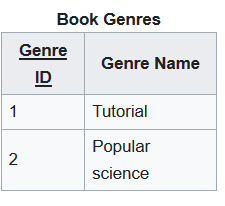 Book Genres
Genre
ID
Genre Name
1
Tutorial
2
Popular
science